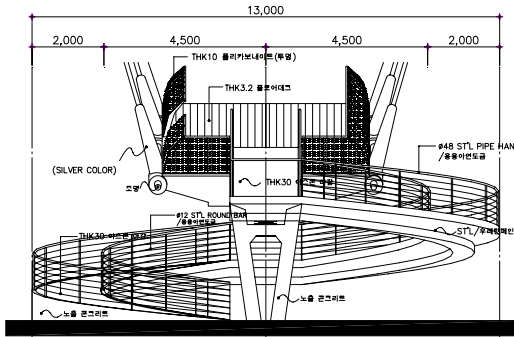 13,000
2,000
4,500
4,500
2,000
THK10 폴리카보네이트(투명)
THK3.2 플로어데크
Ø48 ST'L PIPE HAN
/용융아연도금
(SILVER COLOR)
THK30
조명
Ø12 ST'L ROUND BAR
/용융아연도금
THK30
ST'L/우레탄페인
노출 콘크리트
노출 콘크리트